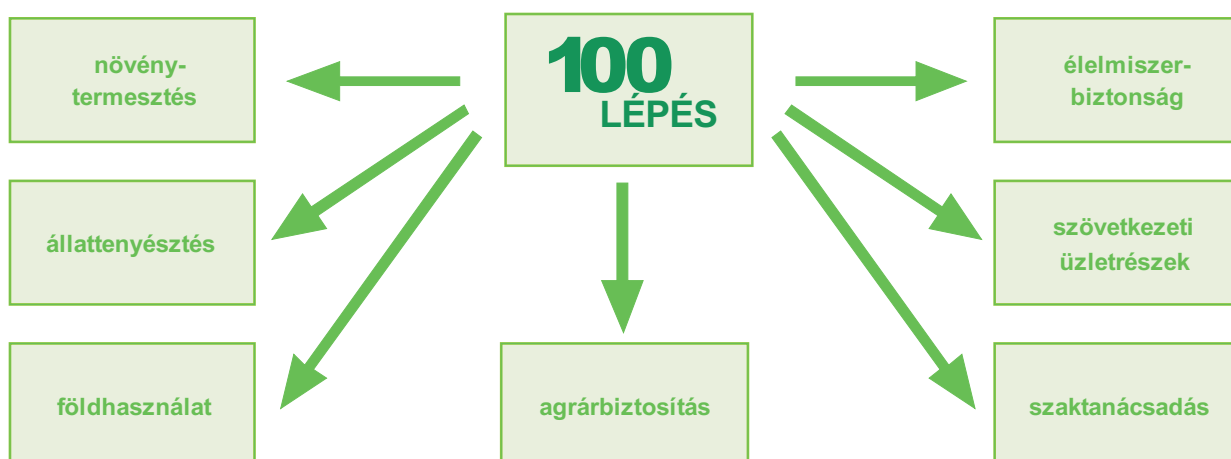 növény-
termesztés
100
LÉPÉS
élelmiszer-
biztonság
állattenyésztés
szövetkezeti
üzletrészek
földhasználat
agrárbiztosítás
szaktanácsadás